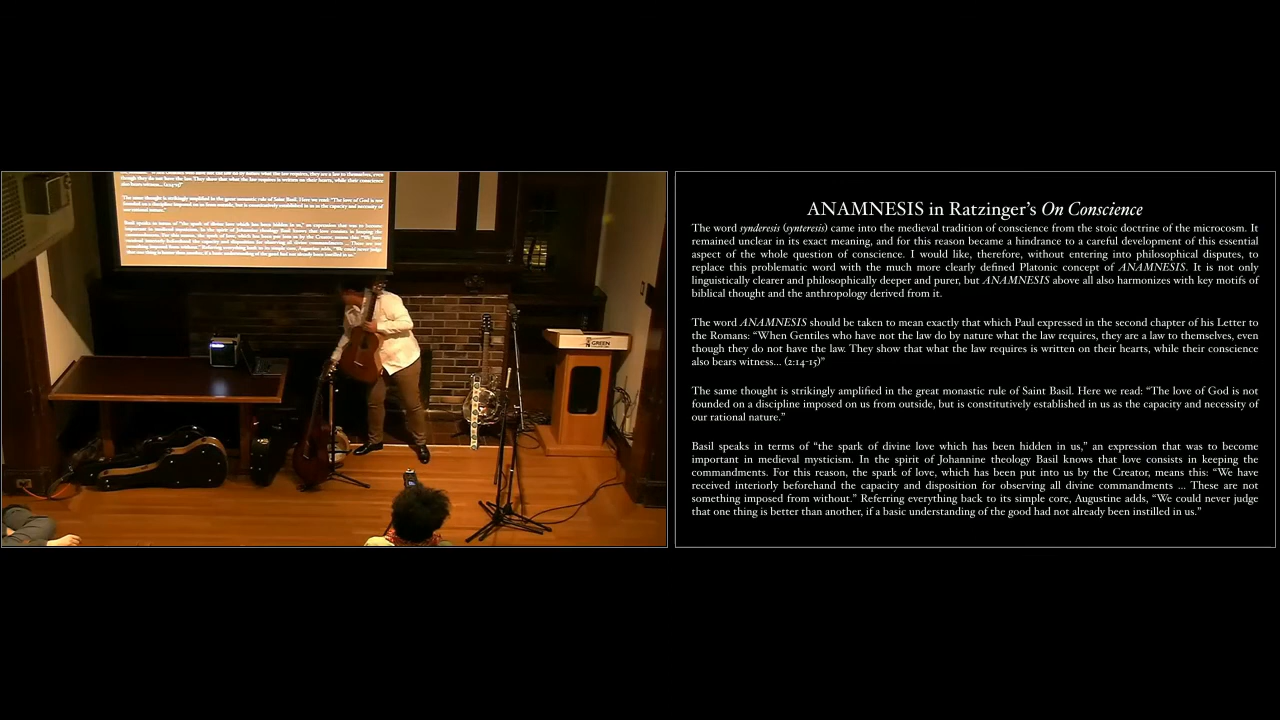 ANAMNESIS in Ratzinger's On Conscience
The word synderesis (synteresis) came into the medieval tradition of conscience from the stoic doctrine of the microcosm. It
remained unclear in its exact meaning, and for this reason became a hindrance to a careful development of this essential
aspect of the whole question of conscience. I would like, therefore, without entering into philosophical disputes, to
replace this problematic word with the much more clearly defined Platonic concept of ANAMNESIS. It is not only
linguistically clearer and philosophically deeper and purer, but ANAMNESIS above all also harmonizes with key motifs of
biblical thought and the anthropology derived from it.
The word ANAMNESIS should be taken to mean exactly that which Paul expressed in the second chapter of his Letter to
the Romans: “When Gentiles who have not the law do by nature what the law requires, they are a law to themselves, even
though they do not have the law. They show that what the law requires is written on their hearts, while their conscience
also bears witness... (2:14-15)”
The same thought is strikingly amplified in the great monastic rule of Saint Basil. Here we read: “The love of God is not
founded on a discipline imposed on us from outside, but is constitutively established in us as the capacity and necessity of
our rational nature.”
Basil speaks in terms of “the spark of divine love which has been hidden in us,” an expression that was to become
important in medieval mysticism. In the spirit of Johannine theology Basil knows that love consists in keeping the
commandments. For this reason, the spark of love, which has been put into us by the Creator, means this: “We have
received interiorly beforehand the capacity and disposition for observing all divine commandments ... These are not
something imposed from without.” Referring everything back to its simple core, Augustine adds, “We could never judge
that one thing is better than another, if a basic understanding of the good had not already been instilled in us.”
GREEN